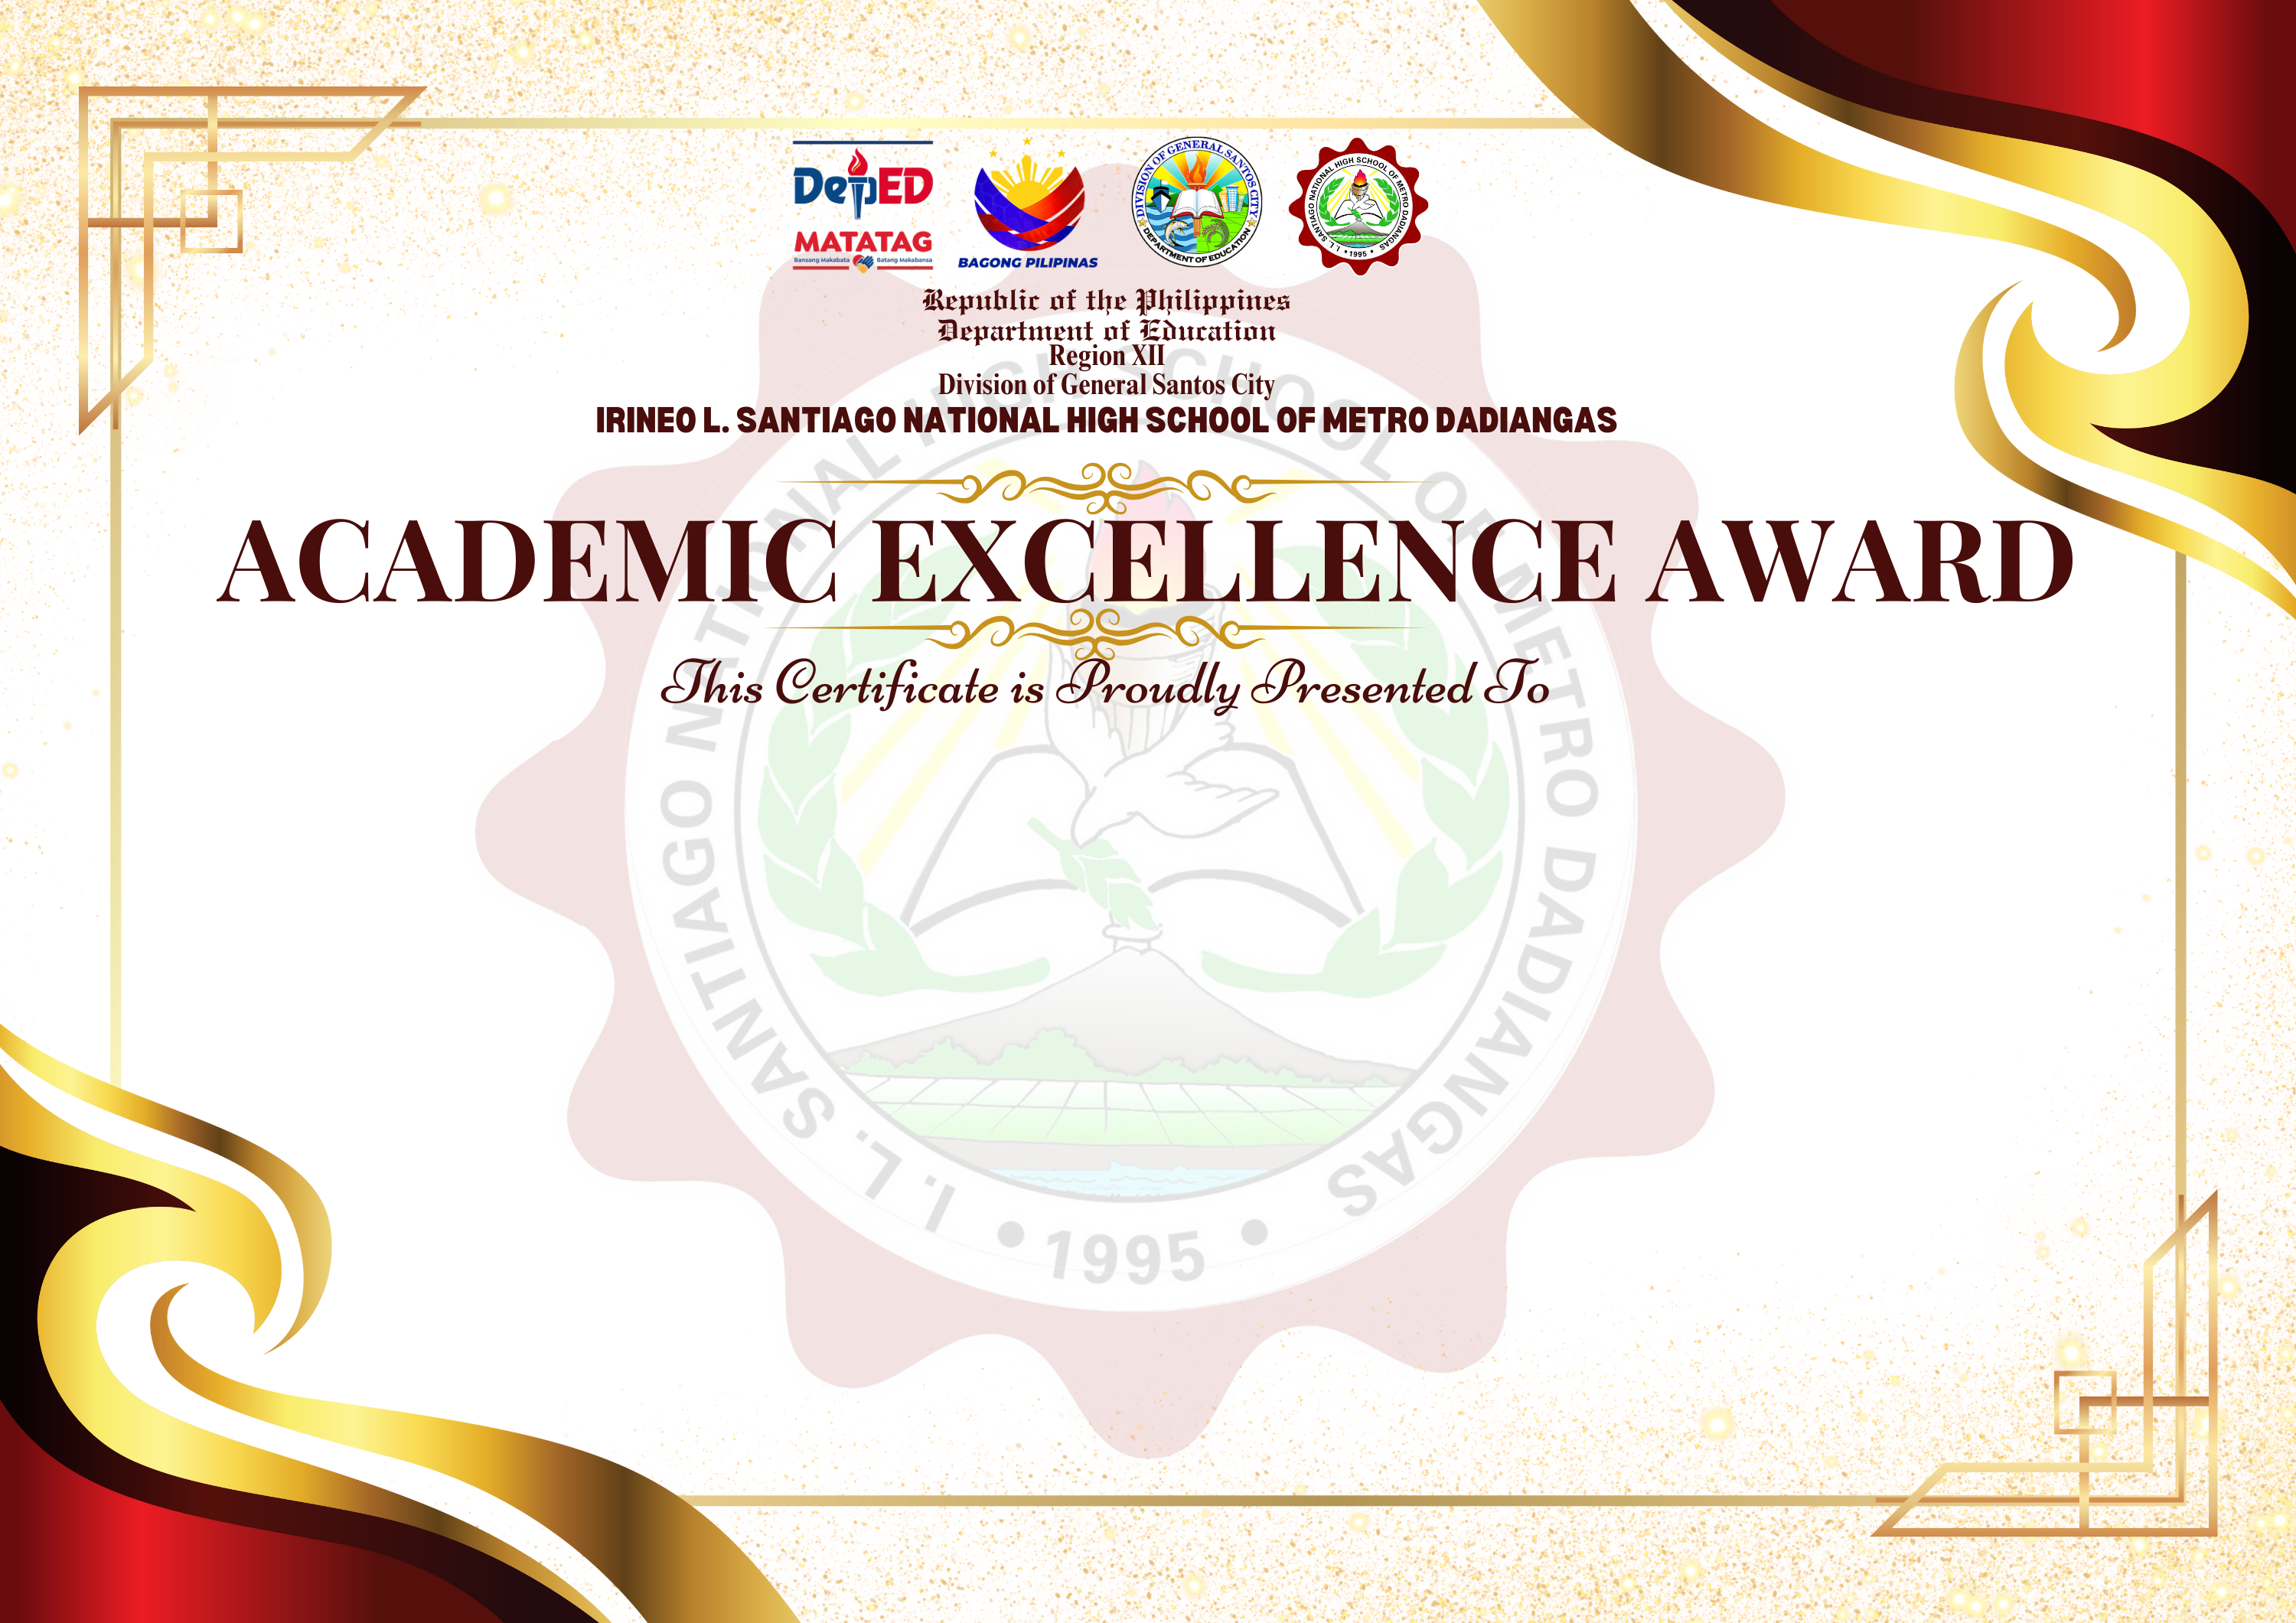 DepED
MATATAG
Bansang Makabata Batang Makabansa
BAGONG PILIPINAS
DIVISION OF GENERAL SANTOS CITY
DEPARTMENT OF EDUCATION
I. L. SANTIAGO NATIONAL HIGH SCHOOL OF METRO DADIANGAS
• 1995 •
Republic of the Philippines
Department of Education
Region XII
Division of General Santos City
IRINEO L. SANTIAGO NATIONAL HIGH SCHOOL OF METRO DADIANGAS
ACADEMIC EXCELLENCE AWARD
This Certificate is Proudly Presented To
I. L. SANTIAGO NATIONAL HIGH SCHOOL OF METRO DADIANGAS
• 1995 •